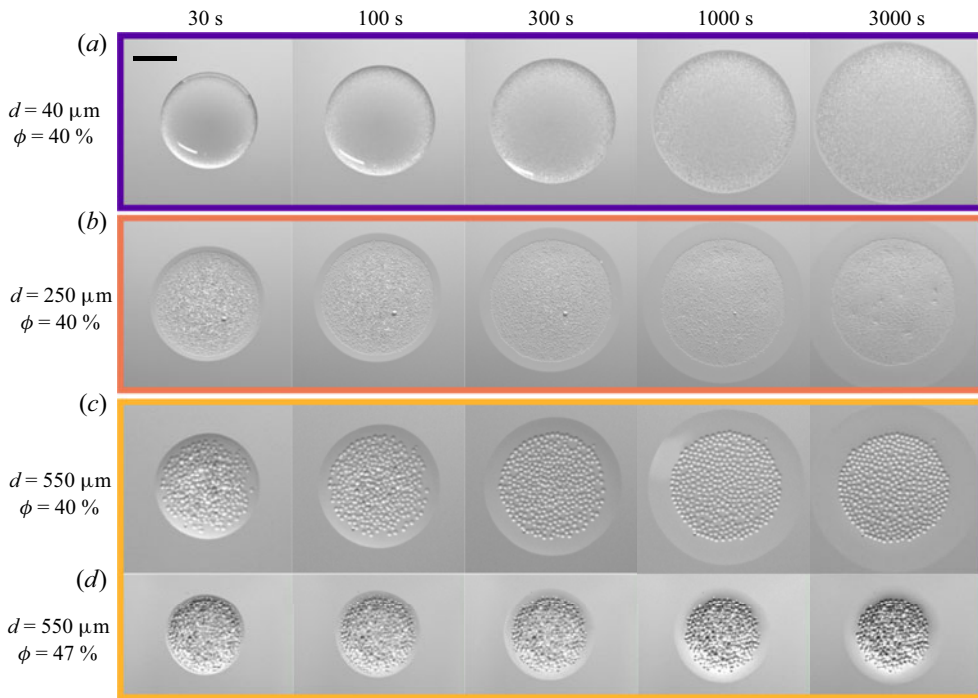 30 s 100 s 300 s 1000 s 3000 s
(a)
d = 40 μm
ϕ = 40 %
(b)
d = 250 μm
ϕ = 40 %
(c)
d = 550 μm
ϕ = 40 %
(d)
d = 550 μm
ϕ = 47 %